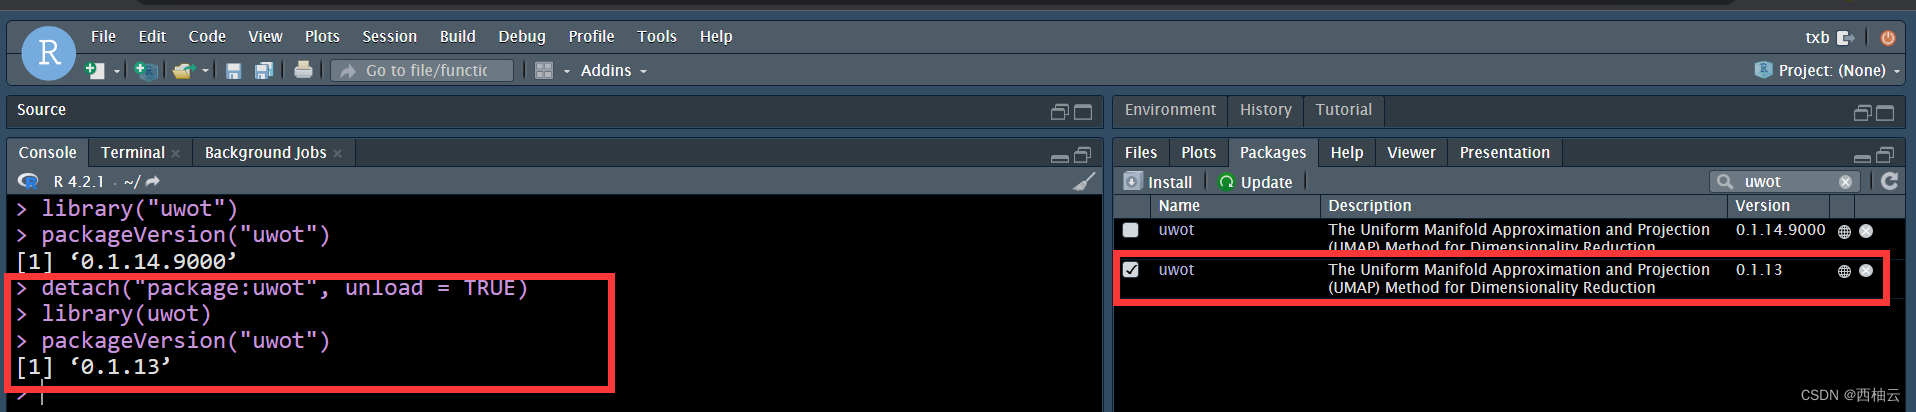 R File Edit Code View Plots Session Build Debug Profile Tools Help txb
Go to file/functic Addins Project: (None)
Source
Environment History Tutorial
Console Terminal Background Jobs
Files Plots Packages Help Viewer Presentation
R 4.2.1 · ~/
Install Update uwot
Name Description Version
> library("uwot")
> packageVersion("uwot")
[1] ‘0.1.14.9000’
> detach("package:uwot", unload = TRUE)
> library(uwot)
> packageVersion("uwot")
[1] ‘0.1.13’
>
uwot The Uniform Manifold Approximation and Projection 0.1.14.9000
(UMAP) Method for Dimensionality Reduction
uwot The Uniform Manifold Approximation and Projection 0.1.13
(UMAP) Method for Dimensionality Reduction
CSDN @西柚云